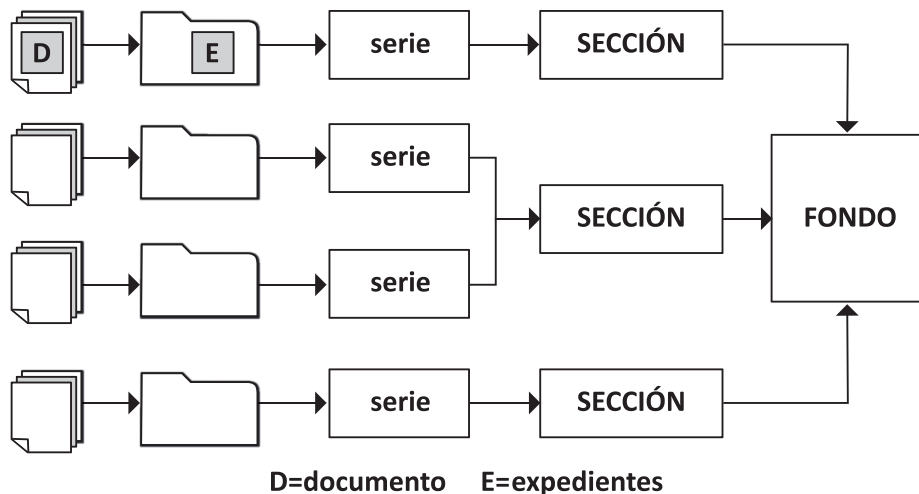 D E serie SECCIÓN
serie
SECCIÓN FONDO
serie
serie SECCIÓN
D=documento E=expedientes